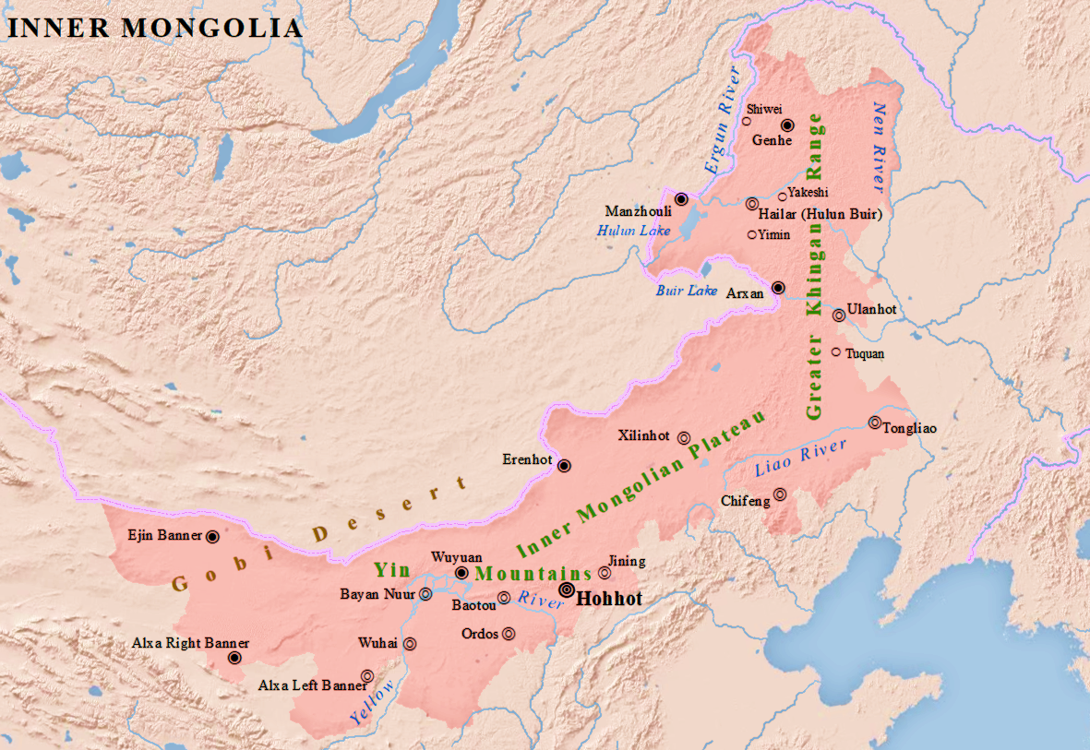 INNER MONGOLIA
Ergun River
Shiwei
Genhe
Nen River
Greater Khingan Range
Yakeshi
Manzhouli
Hailar (Hulun Buir)
Hulun Lake
Yimin
Buir Lake
Arxan
Ulanhot
Tuquan
Tongliao
Xilinhot
Liao River
Erenhot
Inner Mongolian Plateau
Chifeng
Gobi Desert
Ejin Banner
Wuyuan
Jining
Yin Mountains
Bayan Nuur
Baotou
Yellow River
Hohhot
Ordos
Wuhai
Alxa Right Banner
Alxa Left Banner